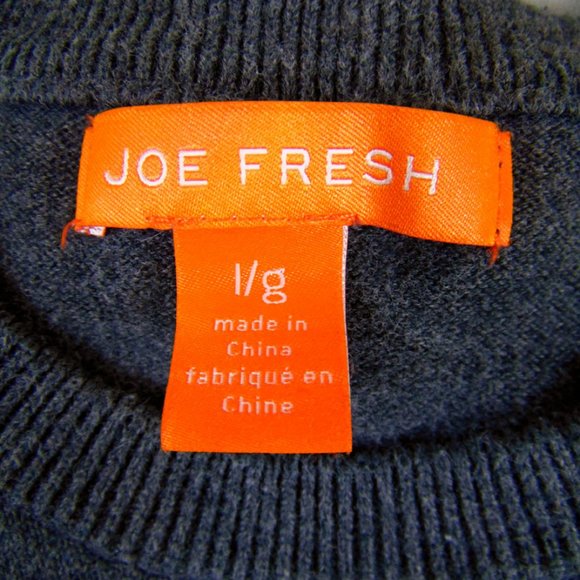 JOE FRESH
l/g
made in
China
fabriqué en
Chine